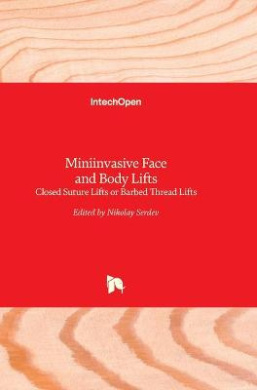 IntechOpen
Miniinvasive Face
and Body Lifts
Closed Suture Lifts or Barbed Thread Lifts
Edited by Nikolay Serdev